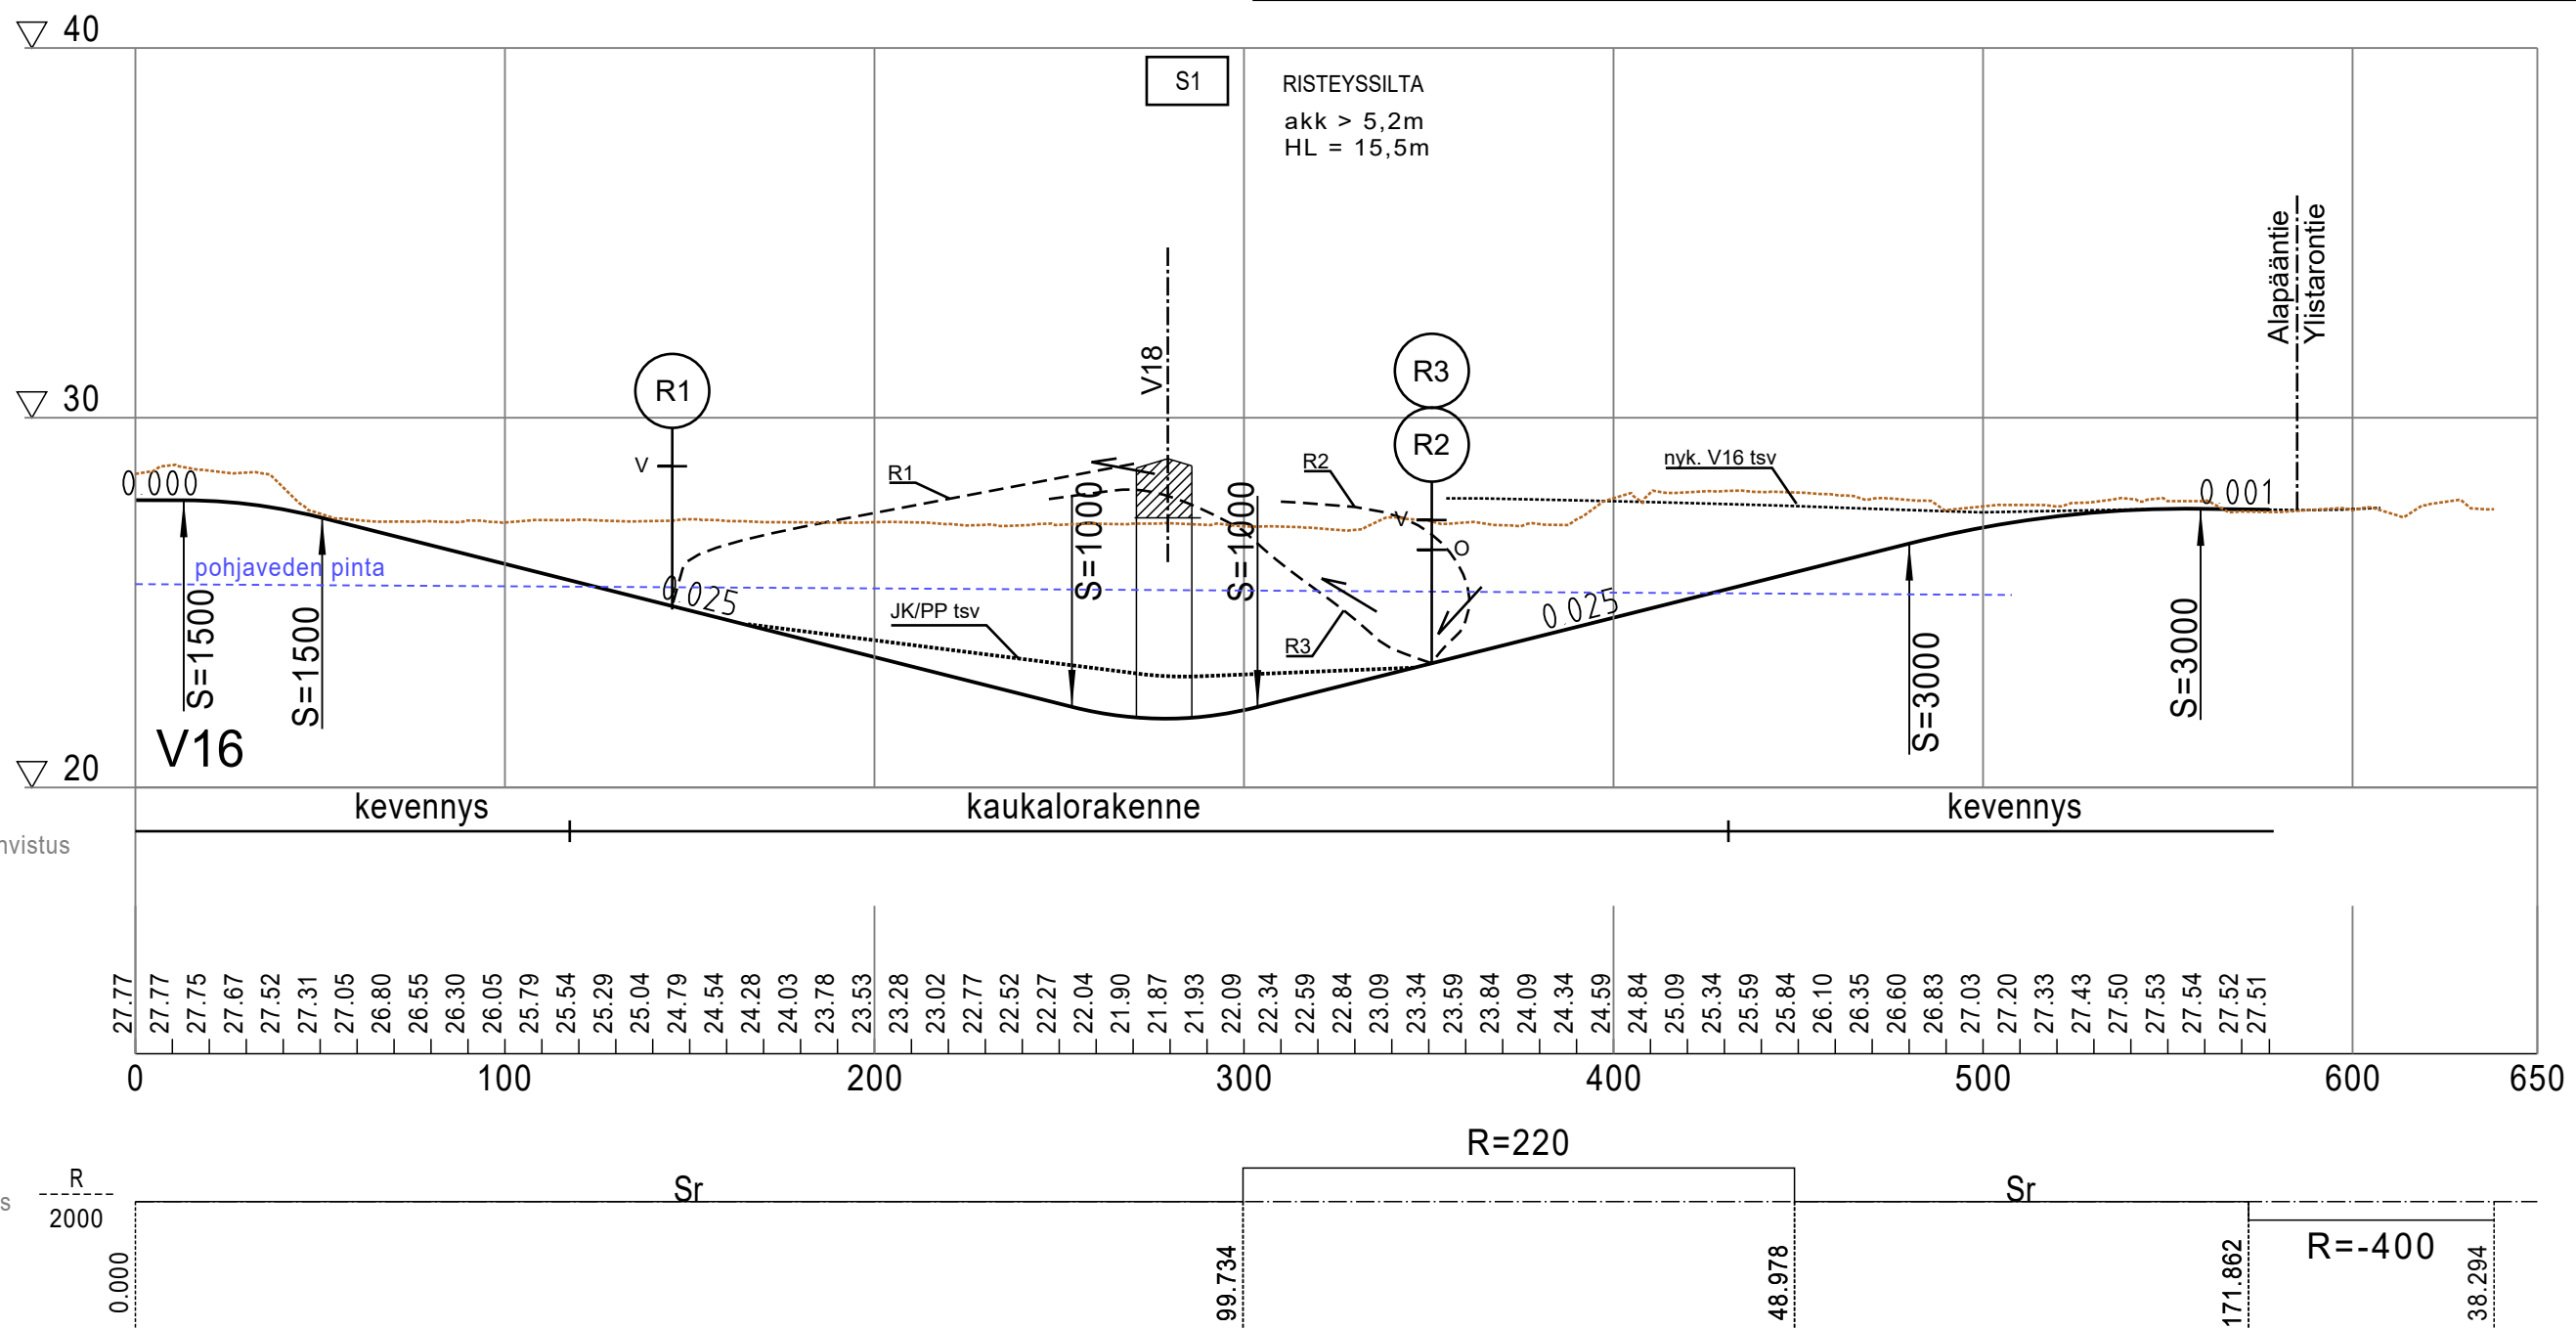 40
S1
RISTEYSSILTA
akk > 5,2m
HL = 15,5m
30
Alapääntie
Ylistarontie
V18
R1
R3
R2
V
R1
R2
nyk. V16 tsv
0.000
0.001
V
O
pohjaveden pinta
S=1500
S=1500
0.025
JK/PP tsv
S=1000
S=1000
R3
0.025
S=3000
S=3000
V16
20
kevennys
kaukalorakenne
kevennys
nvistus
27.77 27.77 27.75 27.67 27.52 27.31 27.05 26.80 26.55 26.30 26.05 25.79 25.54 25.29 25.04 24.79 24.54 24.28 24.03 23.78 23.53 23.28 23.02 22.77 22.52 22.27 22.04 21.90 21.87 21.93 22.09 22.34 22.59 22.84 23.09 23.34 23.59 23.84 24.09 24.34 24.59 24.84 25.09 25.34 25.59 25.84 26.10 26.35 26.60 26.83 27.03 27.20 27.33 27.43 27.50 27.53 27.54 27.52 27.51
0 100 200 300 400 500 600 650
R=220
s
R
2000
Sr
Sr
R=-400
0.000
99.734
48.978
171.862
38.294